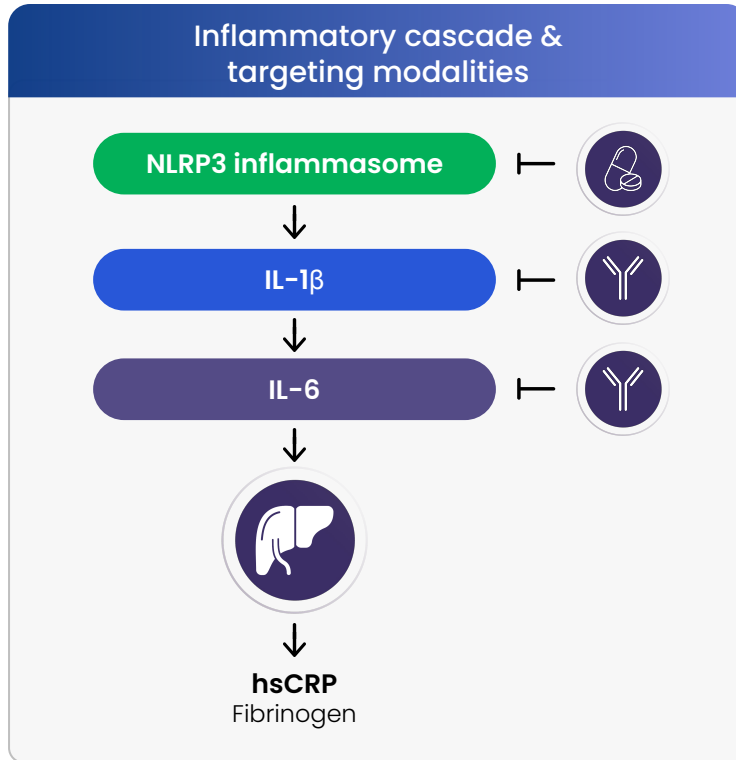 Inflammatory cascade &
targeting modalities
NLRP3 inflammasome
IL-1β
IL-6
hsCRP
Fibrinogen